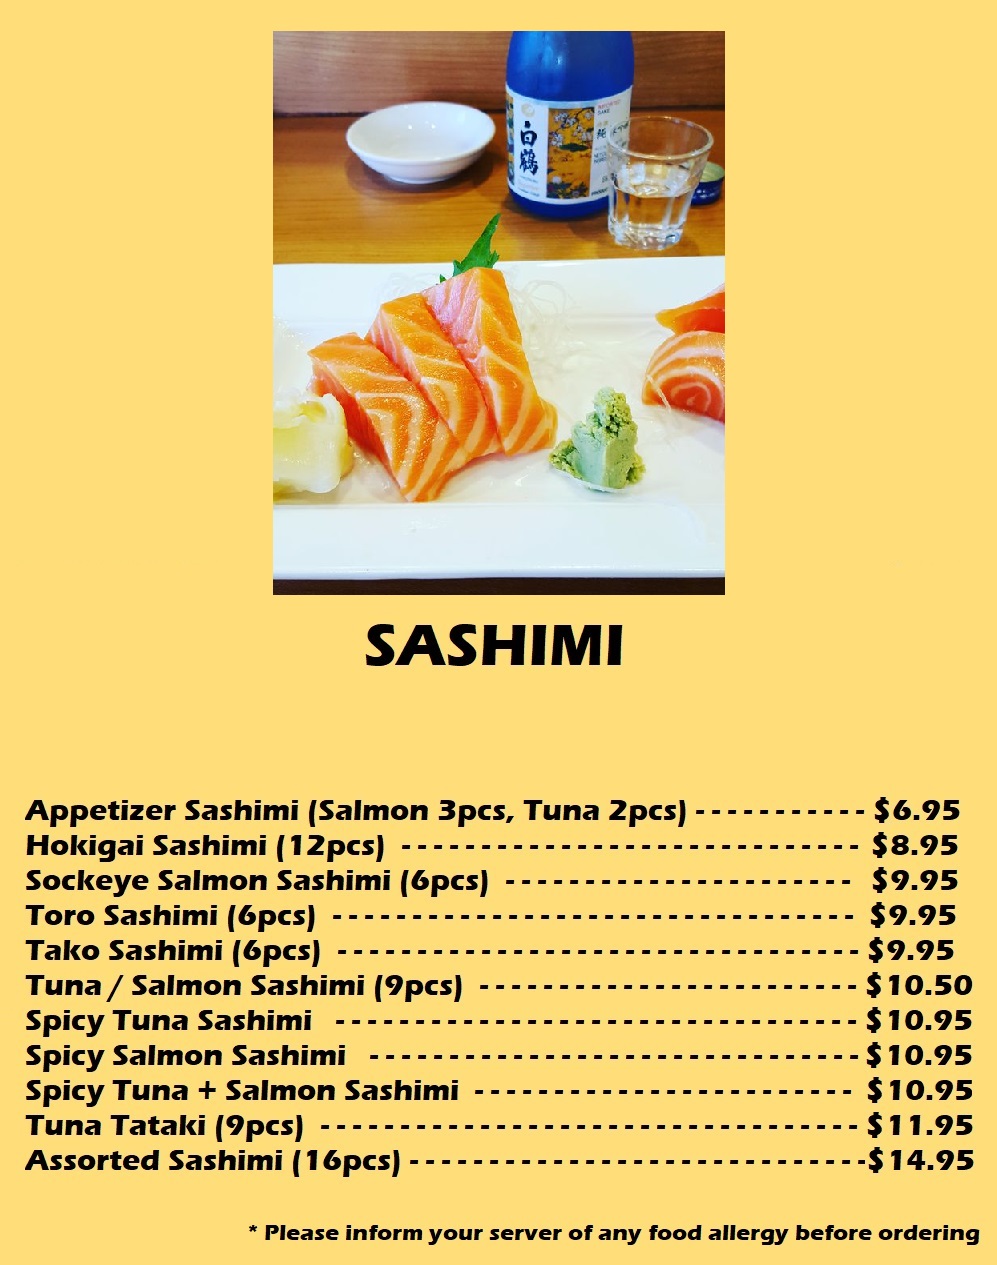 白鶴
SAKE
純
SASHIMI
Appetizer Sashimi (Salmon 3pcs, Tuna 2pcs) - - - - - - - - - - - $6.95
Hokigai Sashimi (12pcs) - - - - - - - - - - - - - - - - - - - - - - - - - - - - - $8.95
Sockeye Salmon Sashimi (6pcs) - - - - - - - - - - - - - - - - - - - - - - $9.95
Toro Sashimi (6pcs) - - - - - - - - - - - - - - - - - - - - - - - - - - - - - - - - - $9.95
Tako Sashimi (6pcs) - - - - - - - - - - - - - - - - - - - - - - - - - - - - - - - - - $9.95
Tuna / Salmon Sashimi (9pcs) - - - - - - - - - - - - - - - - - - - - - - - - $10.50
Spicy Tuna Sashimi - - - - - - - - - - - - - - - - - - - - - - - - - - - - - - - - - $10.95
Spicy Salmon Sashimi - - - - - - - - - - - - - - - - - - - - - - - - - - - - - - - $10.95
Spicy Tuna + Salmon Sashimi - - - - - - - - - - - - - - - - - - - - - - - - $10.95
Tuna Tataki (9pcs) - - - - - - - - - - - - - - - - - - - - - - - - - - - - - - - - - - $11.95
Assorted Sashimi (16pcs) - - - - - - - - - - - - - - - - - - - - - - - - - - - - -$14.95
* Please inform your server of any food allergy before ordering